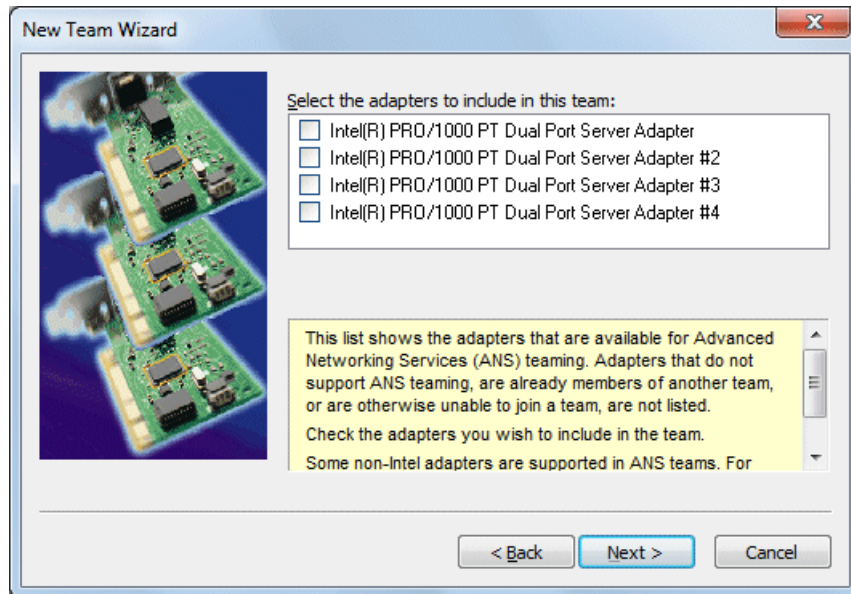 New Team Wizard
Select the adapters to include in this team:
Intel(R) PRO/1000 PT Dual Port Server Adapter
Intel(R) PRO/1000 PT Dual Port Server Adapter #2
Intel(R) PRO/1000 PT Dual Port Server Adapter #3
Intel(R) PRO/1000 PT Dual Port Server Adapter #4
This list shows the adapters that are available for Advanced
Networking Services (ANS) teaming. Adapters that do not
support ANS teaming, are already members of another team,
or are otherwise unable to join a team, are not listed.
Check the adapters you wish to include in the team.
Some non-Intel adapters are supported in ANS teams. For
< Back
Next >
Cancel